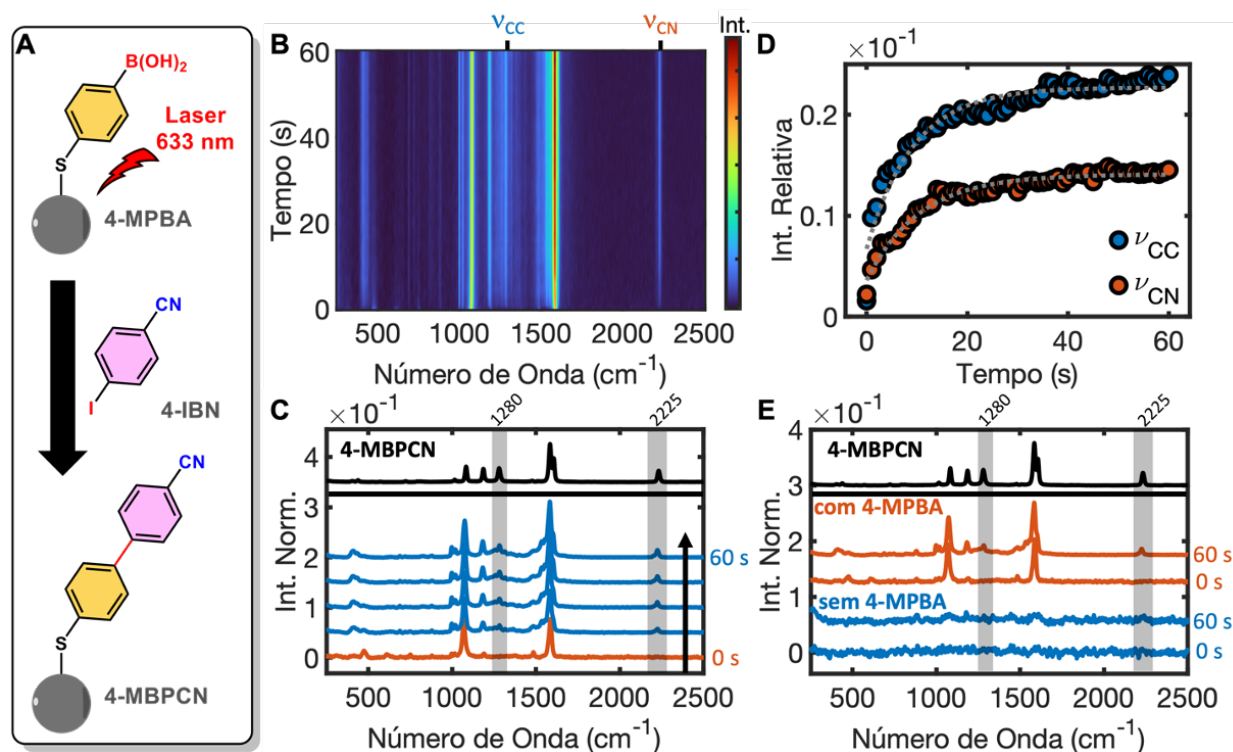 A
B(OH)₂
Laser
633 nm
S
4-MPBA
CN
I
4-IBN
CN
S
4-MBPCN
B
νCC
νCN
Int.
Tempo (s)
60
40
20
0
500 1000 1500 2000 2500
Número de Onda (cm⁻¹)
C
×10⁻¹
1280
2225
4-MBPCN
Int. Norm.
4
3
2
1
0
60 s
0 s
500 1000 1500 2000 2500
Número de Onda (cm⁻¹)
D
×10⁻¹
Int. Relativa
0.2
0.1
0
νCC
νCN
0 20 40 60
Tempo (s)
E
×10⁻¹
1280
2225
4-MBPCN
com 4-MPBA
60 s
0 s
sem 4-MPBA
60 s
0 s
Int. Norm.
4
3
2
1
0
500 1000 1500 2000 2500
Número de Onda (cm⁻¹)